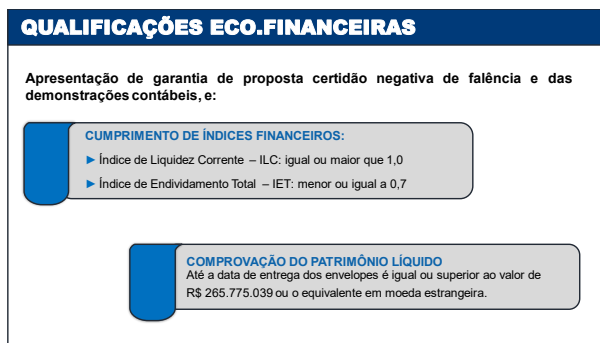 QUALIFICAÇÕES ECO.FINANCEIRAS
Apresentação de garantia de proposta certidão negativa de falência e das
demonstrações contábeis, e:
CUMPRIMENTO DE ÍNDICES FINANCEIROS:
► Índice de Liquidez Corrente – ILC: igual ou maior que 1,0
► Índice de Endividamento Total – IET: menor ou igual a 0,7
COMPROVAÇÃO DO PATRIMÔNIO LÍQUIDO
Até a data de entrega dos envelopes é igual ou superior ao valor de
R$ 265.775.039 ou o equivalente em moeda estrangeira.